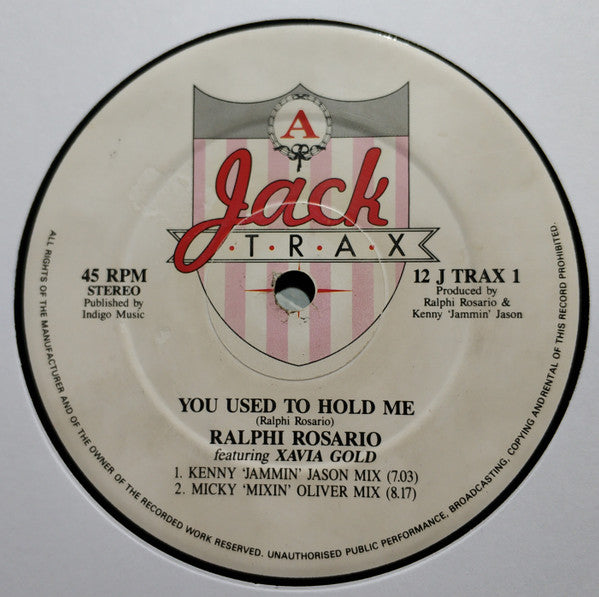 A
Jack
T·R·A·X
45 RPM
STEREO
Published by
Indigo Music
12 J TRAX 1
Produced by
Ralphi Rosario &
Kenny 'Jammin' Jason
YOU USED TO HOLD ME
(Ralphi Rosario)
RALPHI ROSARIO
featuring XAVIA GOLD
1. KENNY 'JAMMIN' JASON MIX (7.03)
2. MICKY 'MIXIN' OLIVER MIX (8.17)
ALL RIGHTS OF THE MANUFACTURER AND OF THE OWNER OF THE RECORDED WORK RESERVED. UNAUTHORISED PUBLIC PERFORMANCE, BROADCASTING, COPYING AND RENTAL OF THIS RECORD PROHIBITED.